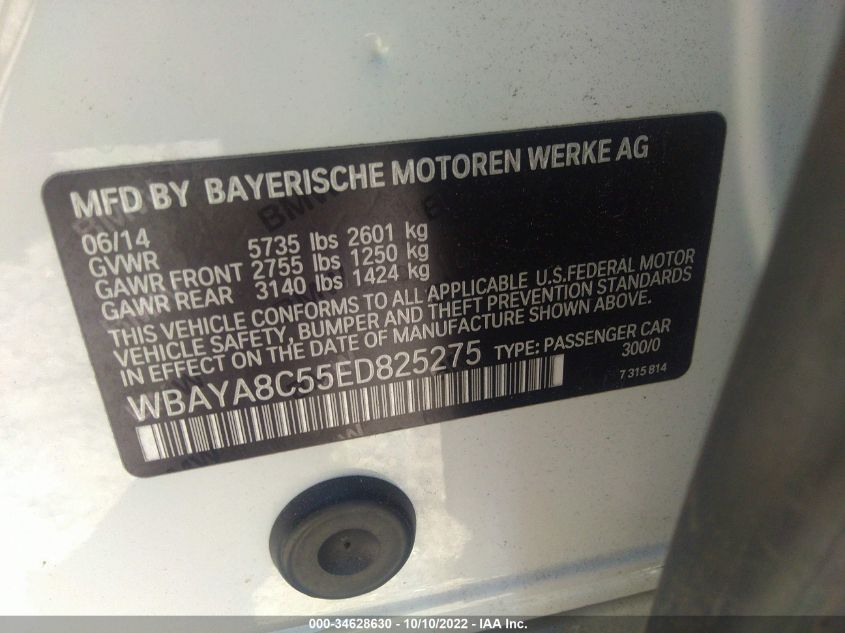 MFD BY BAYERISCHE MOTOREN WERKE AG
06/14
GVWR 5735 lbs 2601 kg
GAWR FRONT 2755 lbs 1250 kg
GAWR REAR 3140 lbs 1424 kg
THIS VEHICLE CONFORMS TO ALL APPLICABLE U.S.FEDERAL MOTOR
VEHICLE SAFETY, BUMPER AND THEFT PREVENTION STANDARDS
IN EFFECT ON THE DATE OF MANUFACTURE SHOWN ABOVE.
WBAYA8C55ED825275 TYPE: PASSENGER CAR
300/0
7 315 814
000-34628630 - 10/10/2022 - IAA Inc.